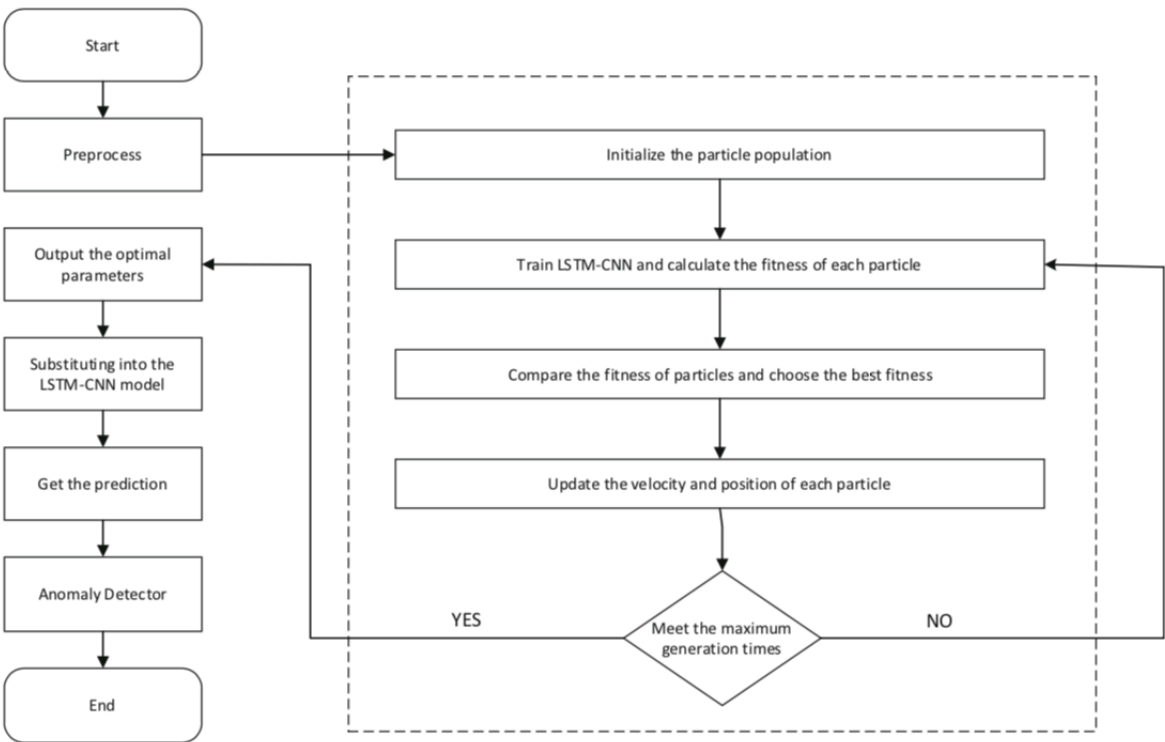 Start
Preprocess
Initialize the particle population
Output the optimal
parameters
Train LSTM-CNN and calculate the fitness of each particle
Substituting into the
LSTM-CNN model
Compare the fitness of particles and choose the best fitness
Get the prediction
Update the velocity and position of each particle
Anomaly Detector
YES
Meet the maximum
generation times
NO
End